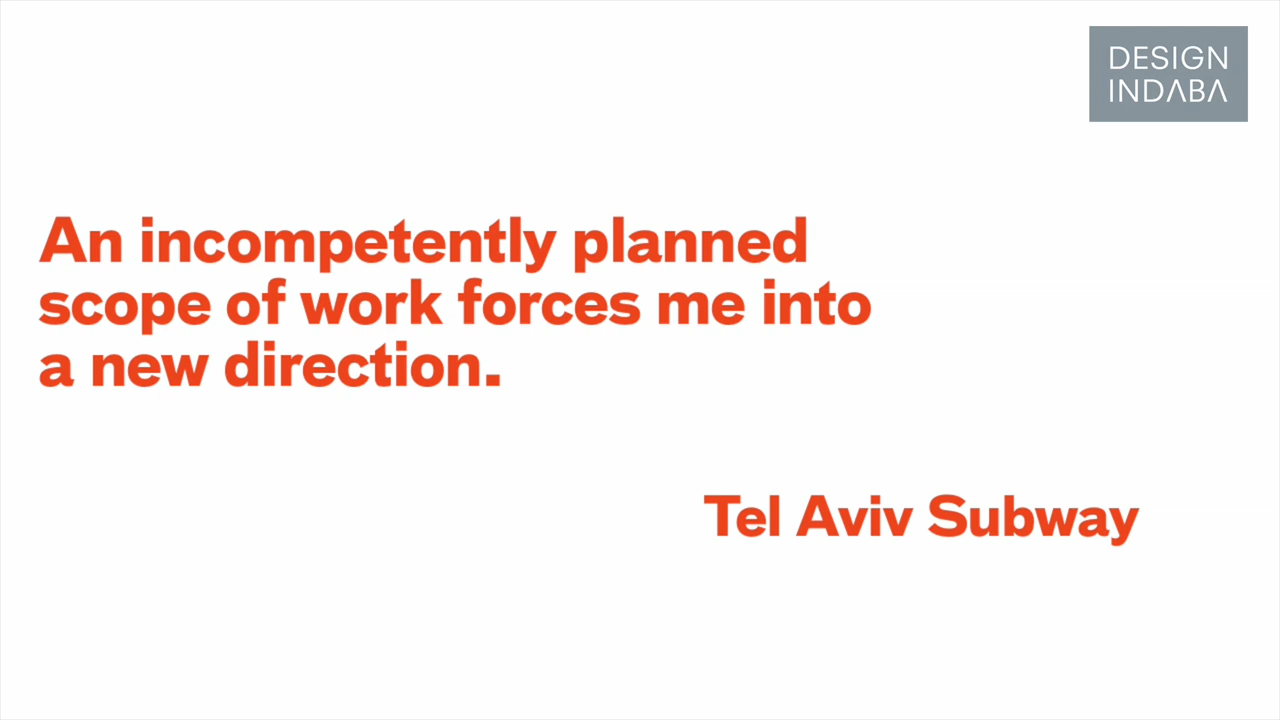 DESIGN
INDABA
An incompetently planned
scope of work forces me into
a new direction.
Tel Aviv Subway